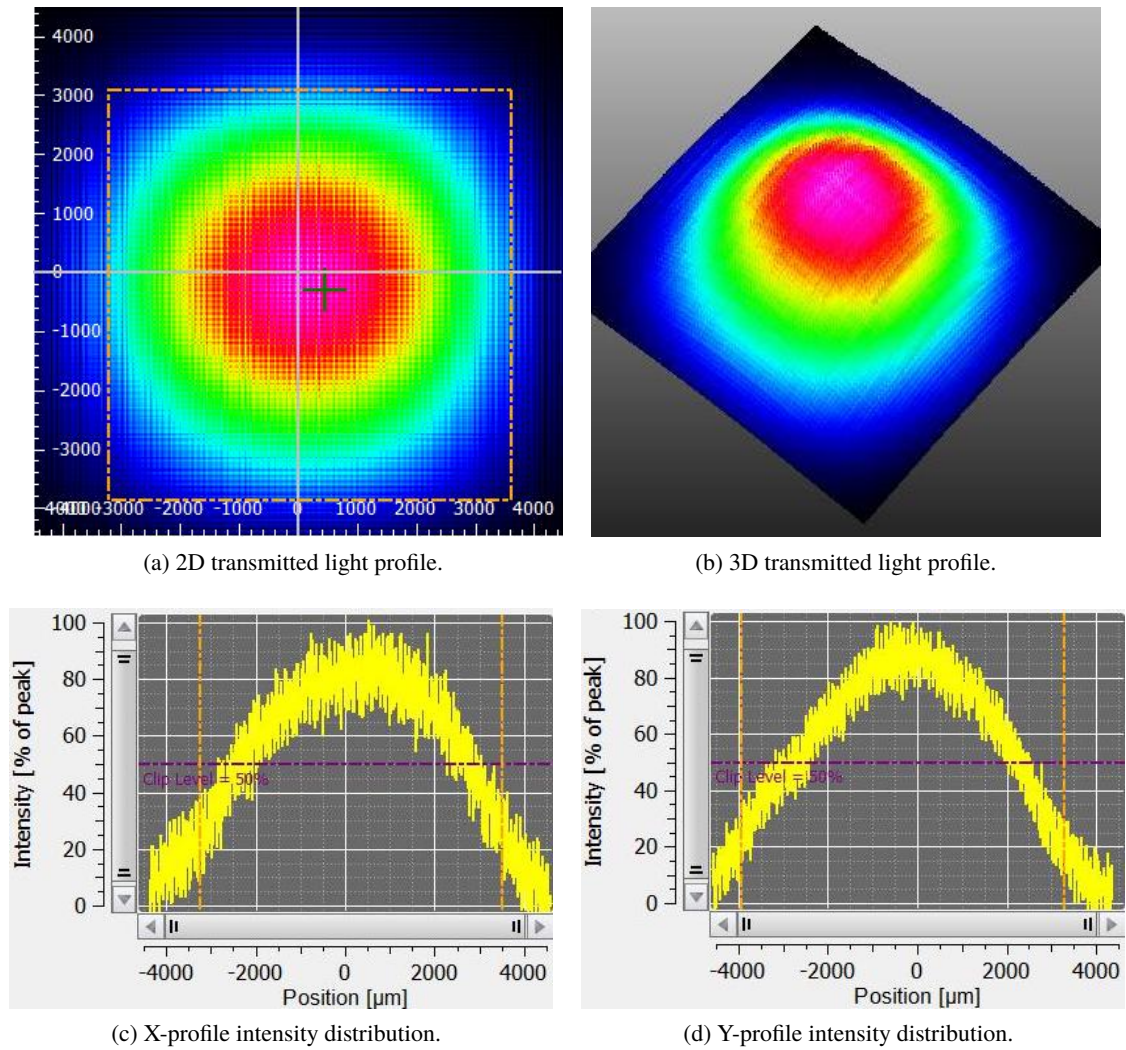 4000
3000
2000
1000
0
-1000
-2000
-3000
-4000 -3000 -2000 -1000 0 1000 2000 3000 4000
(a) 2D transmitted light profile.
(b) 3D transmitted light profile.
100
80
60
40
20
0
Intensity [% of peak]
Clip Level = 50%
-4000 -2000 0 2000 4000
Position [µm]
(c) X-profile intensity distribution.
100
80
60
40
20
0
Intensity [% of peak]
Clip Level = 50%
-4000 -2000 0 2000 4000
Position [µm]
(d) Y-profile intensity distribution.